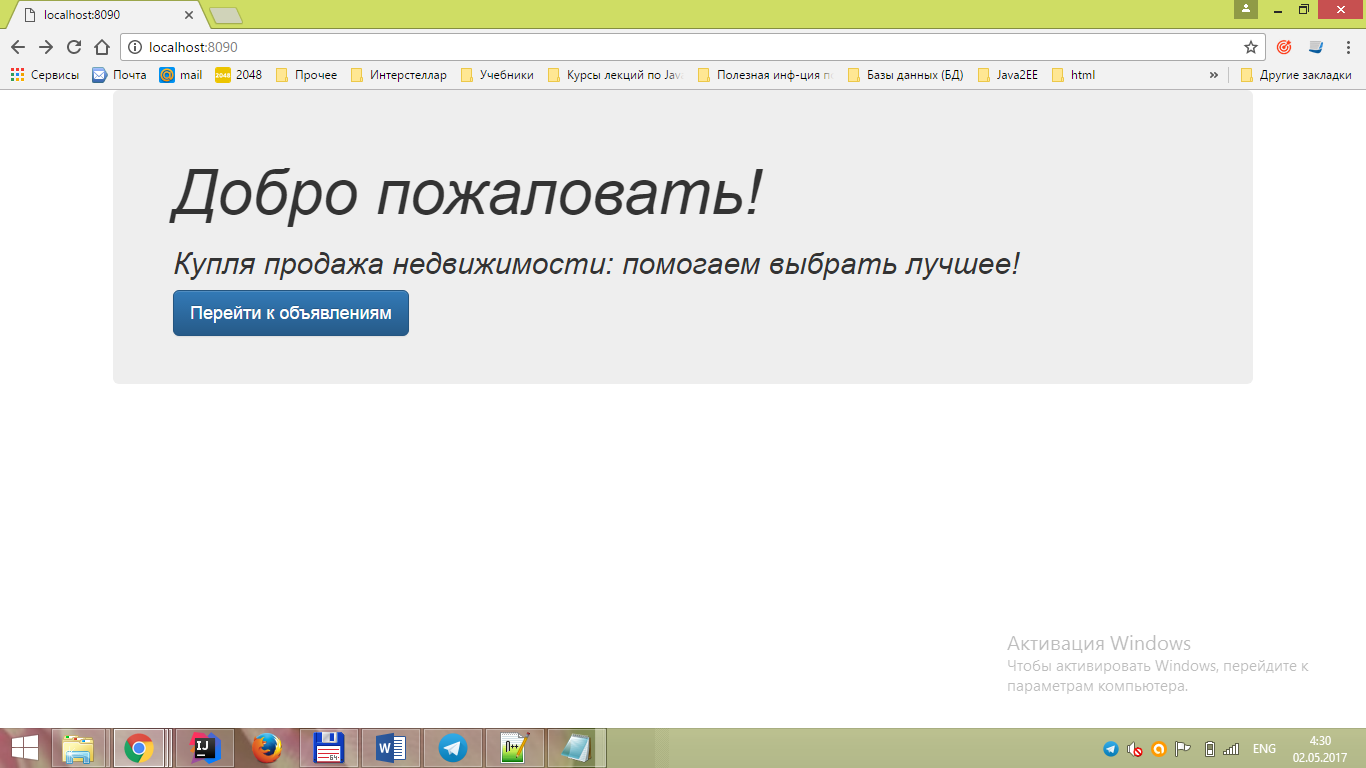 localhost:8090
localhost:8090
Сервисы
Почта
mail
2048
Прочее
Интерстеллар
Учебники
Курсы лекций по Jav
Полезная инф-ция п
Базы данных (БД)
Java2EE
html
»
Другие закладки
Добро пожаловать!
Купля продажа недвижимости: помогаем выбрать лучшее!
Перейти к объявлениям
Активация Windows
Чтобы активировать Windows, перейдите к
параметрам компьютера.
ENG
4:30
02.05.2017